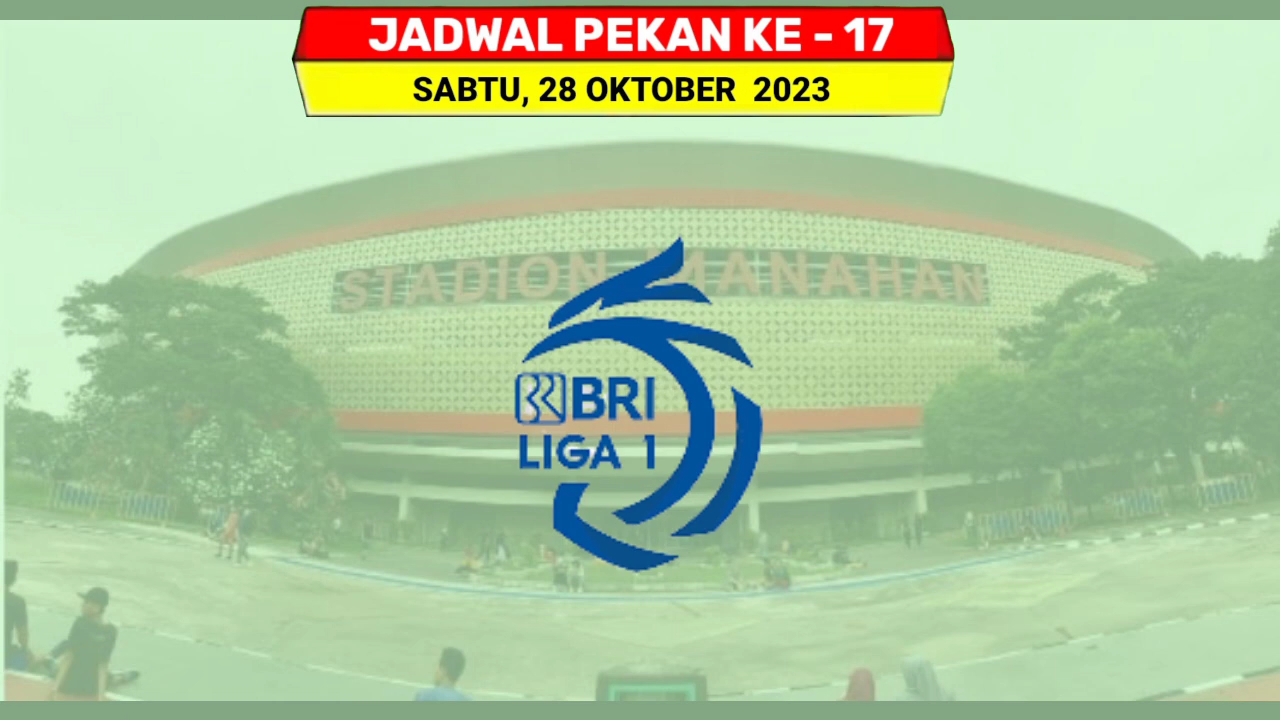 JADWAL PEKAN KE - 17
SABTU, 28 OKTOBER 2023
STADION MANAHAN
BRI
LIGA 1